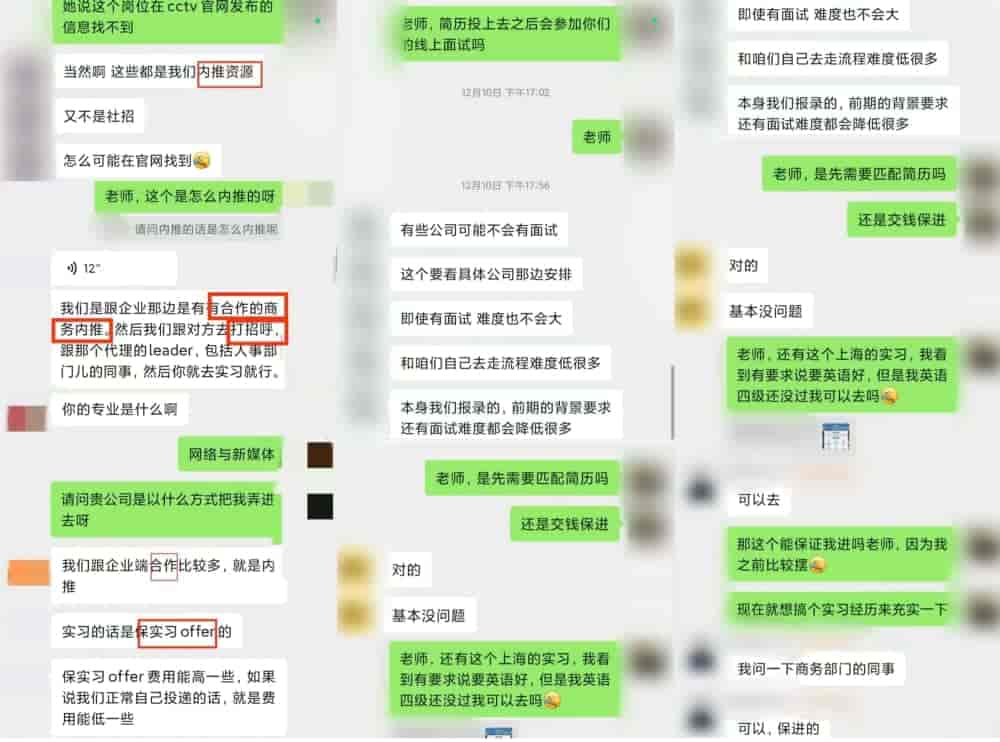 她说这个岗位在cctv官网发布的
信息找不到
当然啊 这些都是我们内推资源
又不是社招
怎么可能在官网找到
老师，这个是怎么内推的呀
请问内推的话是怎么内推呢
12"
我们是跟企业那边是有有合作的商
务内推，然后我们跟对方去打招呼，
跟那个代理的leader，包括人事部
门儿的同事，然后你就去实习就行。
你的专业是什么啊
网络与新媒体
请问贵公司是以什么方式把我弄进
去呀
我们跟企业端合作比较多，就是内
推
实习的话是保实习offer的
保实习offer费用能高一些，如果
说我们正常自己投递的话，就是费
用能低一些
老师，简历投上去之后会参加你们
的线上面试吗
12月10日 下午17:02
老师
12月10日 下午17:56
有些公司可能不会有面试
这个要看具体公司那边安排
即使有面试 难度也不会大
和咱们自己去走流程难度低很多
本身我们报录的，前期的背景要求
还有面试难度都会降低很多
老师，是先需要匹配简历吗
还是交钱保进
对的
基本没问题
老师，还有这个上海的实习，我看
到有要求说要英语好，但是我英语
四级还没过我可以去吗
即使有面试 难度也不会大
和咱们自己去走流程难度低很多
本身我们报录的，前期的背景要求
还有面试难度都会降低很多
老师，是先需要匹配简历吗
还是交钱保进
对的
基本没问题
老师，还有这个上海的实习，我看
到有要求说要英语好，但是我英语
四级还没过我可以去吗
可以去
那这个能保证我进吗老师，因为我
之前比较摆
现在就想搞个实习经历来充实一下
我问一下商务部门的同事
可以，保进的